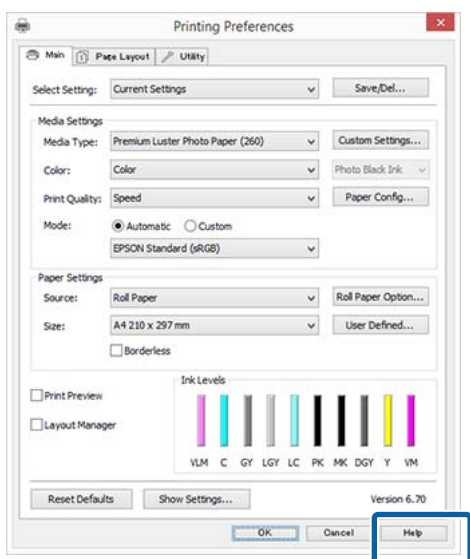 Printing Preferences
Main Page Layout Utility
Select Setting: Current Settings Save/Del...
Media Settings
Media Type: Premium Luster Photo Paper (260) Custom Settings...
Color: Color Photo Black Ink
Print Quality: Speed Paper Config...
Mode: Automatic Custom
EPSON Standard (sRGB)
Paper Settings
Source: Roll Paper Roll Paper Option...
Size: A4 210 x 297 mm User Defined...
Borderless
Ink Levels
Print Preview
Layout Manager
VLM C GY LGY LC PK MK DGY Y VM
Reset Defaults Show Settings... Version 6.70
OK Cancel Help